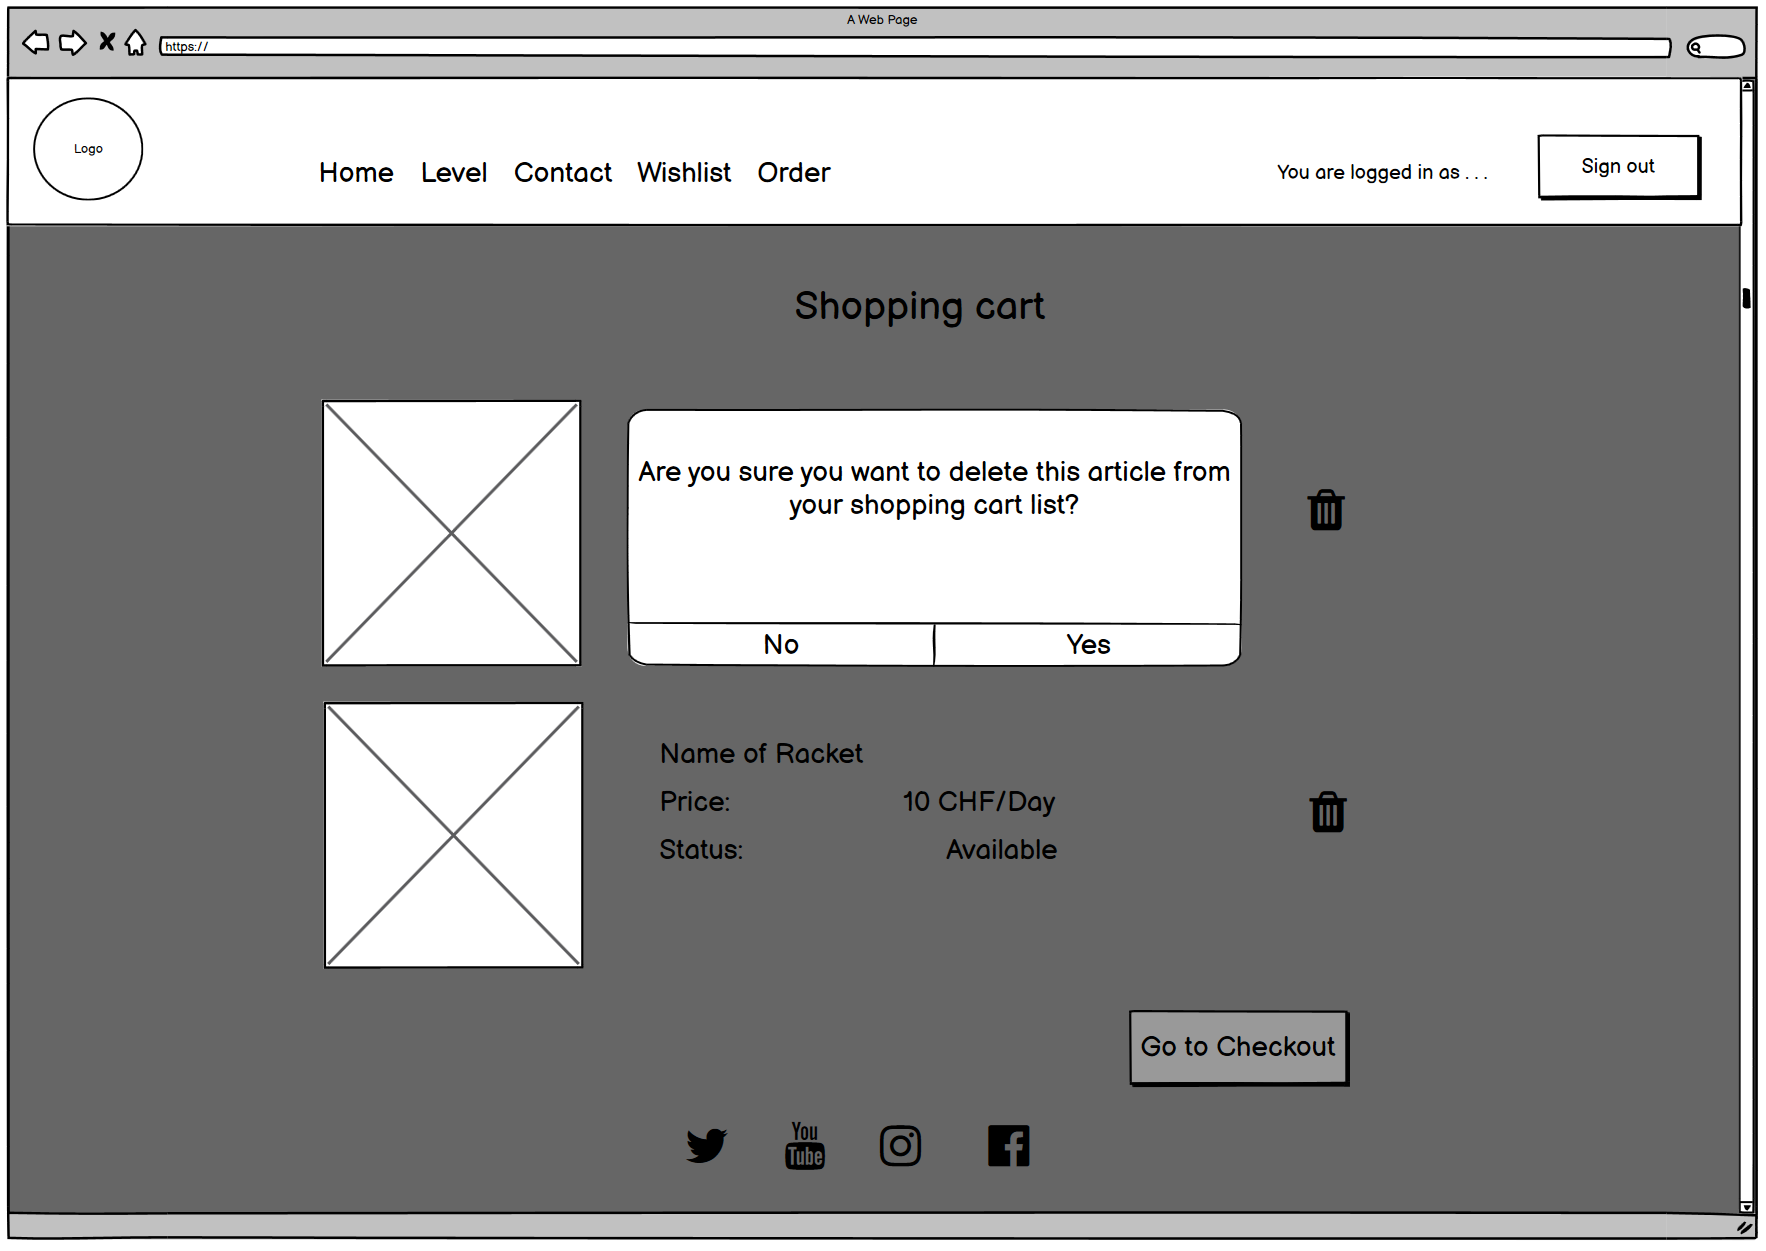 A Web Page
https://
Logo
Home Level Contact Wishlist Order
You are logged in as . . .
Sign out
Shopping cart
Are you sure you want to delete this article from
your shopping cart list?
No Yes
Name of Racket
Price: 10 CHF/Day
Status: Available
Go to Checkout
You
Tube